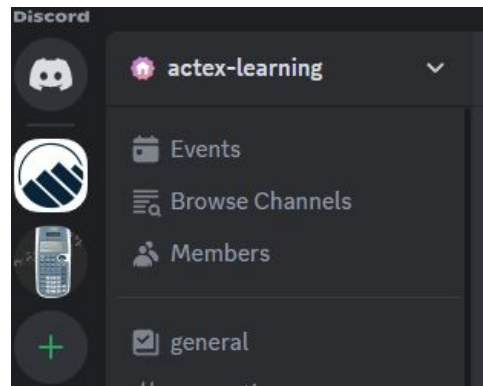 Discord
actex-learning
Events
Browse Channels
Members
general